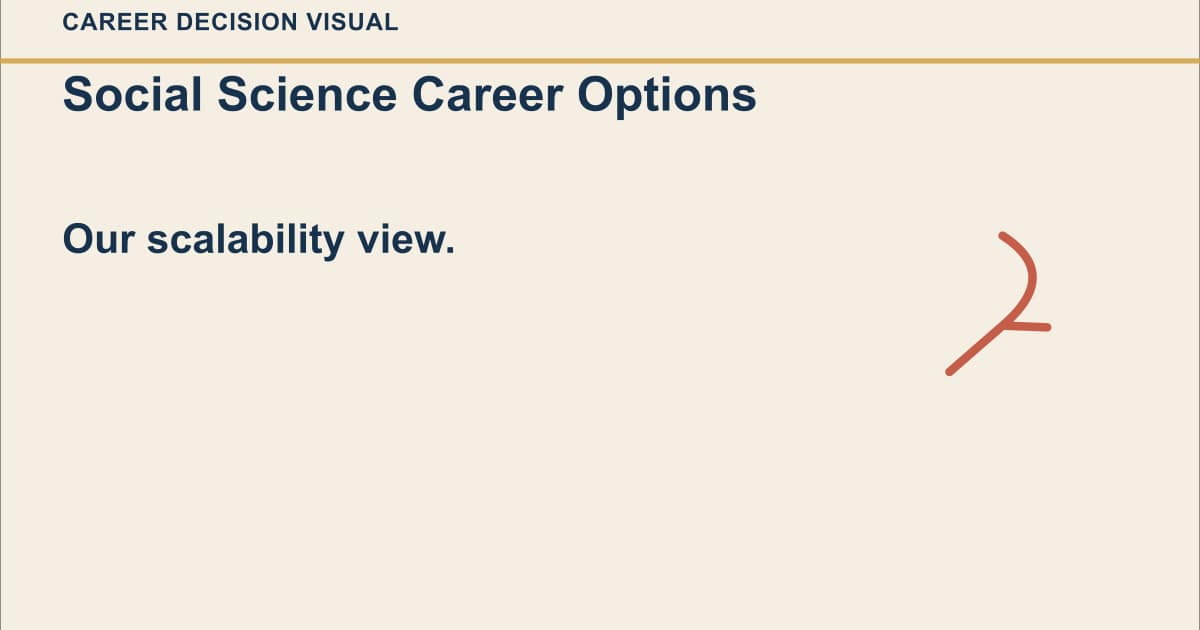 CAREER DECISION VISUAL
Social Science Career Options
Our scalability view.